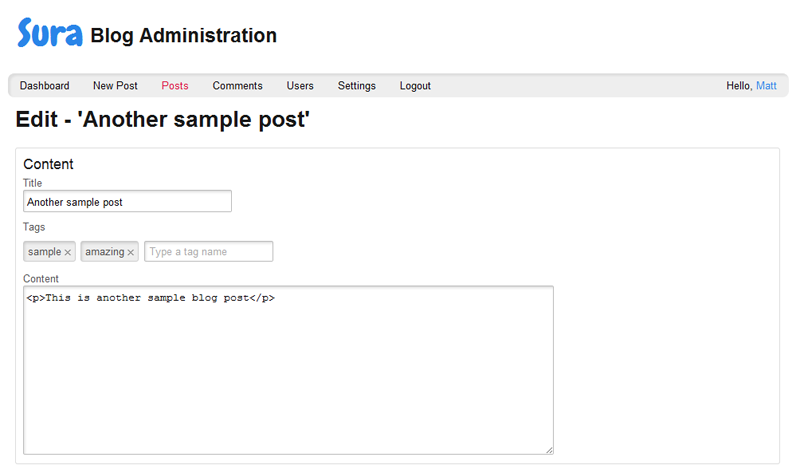 Sura Blog Administration
Dashboard New Post Posts Comments Users Settings Logout Hello, Matt
Edit - 'Another sample post'
Content
Title
Another sample post
Tags
sample × amazing × Type a tag name
Content
<p>This is another sample blog post</p>